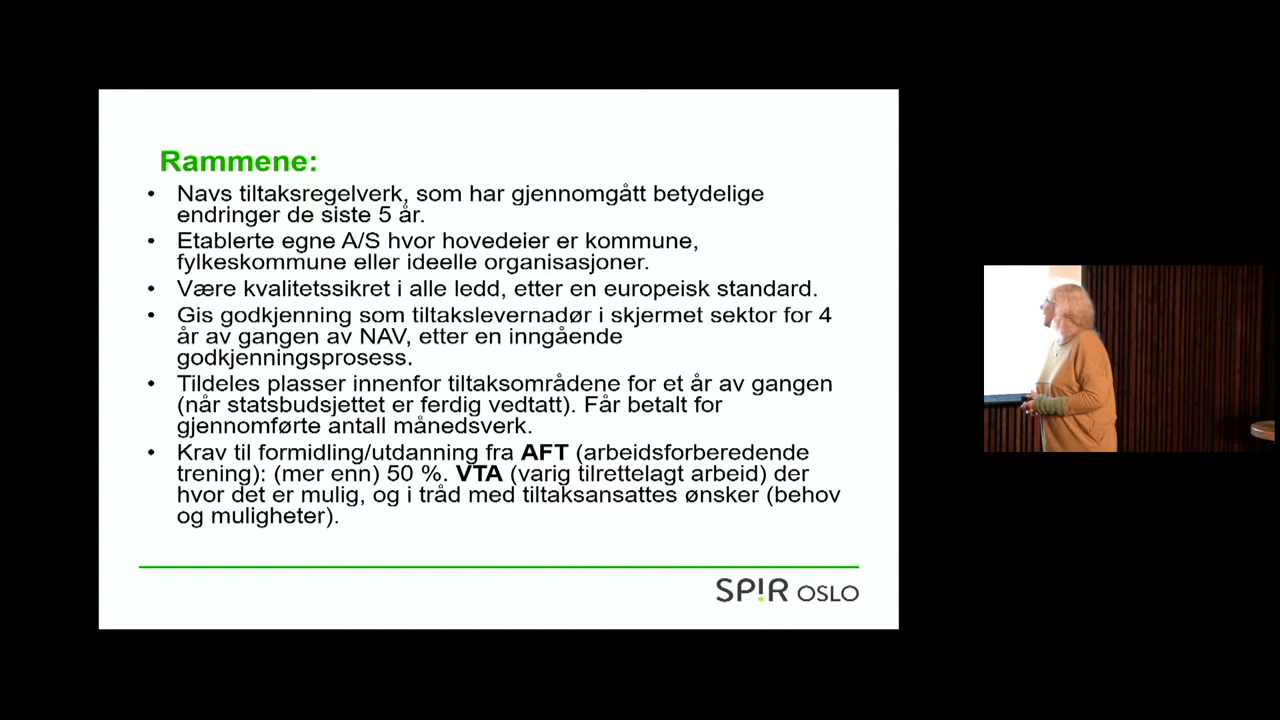 Rammene:
• Navs tiltaksregelverk, som har gjennomgått betydelige
endringer de siste 5 år.
• Etablerte egne A/S hvor hovedeier er kommune,
fylkeskommune eller ideelle organisasjoner.
• Være kvalitetssikret i alle ledd, etter en europeisk standard.
• Gis godkjenning som tiltakslevernadør i skjermet sektor for 4
år av gangen av NAV, etter en inngående
godkjenningsprosess.
• Tildeles plasser innenfor tiltaksområdene for et år av gangen
(når statsbudsjettet er ferdig vedtatt). Får betalt for
gjennomførte antall månedsverk.
• Krav til formidling/utdanning fra AFT (arbeidsforberedende
trening): (mer enn) 50 %. VTA (varig tilrettelagt arbeid) der
hvor det er mulig, og i tråd med tiltaksansattes ønsker (behov
og muligheter).
SP!R OSLO